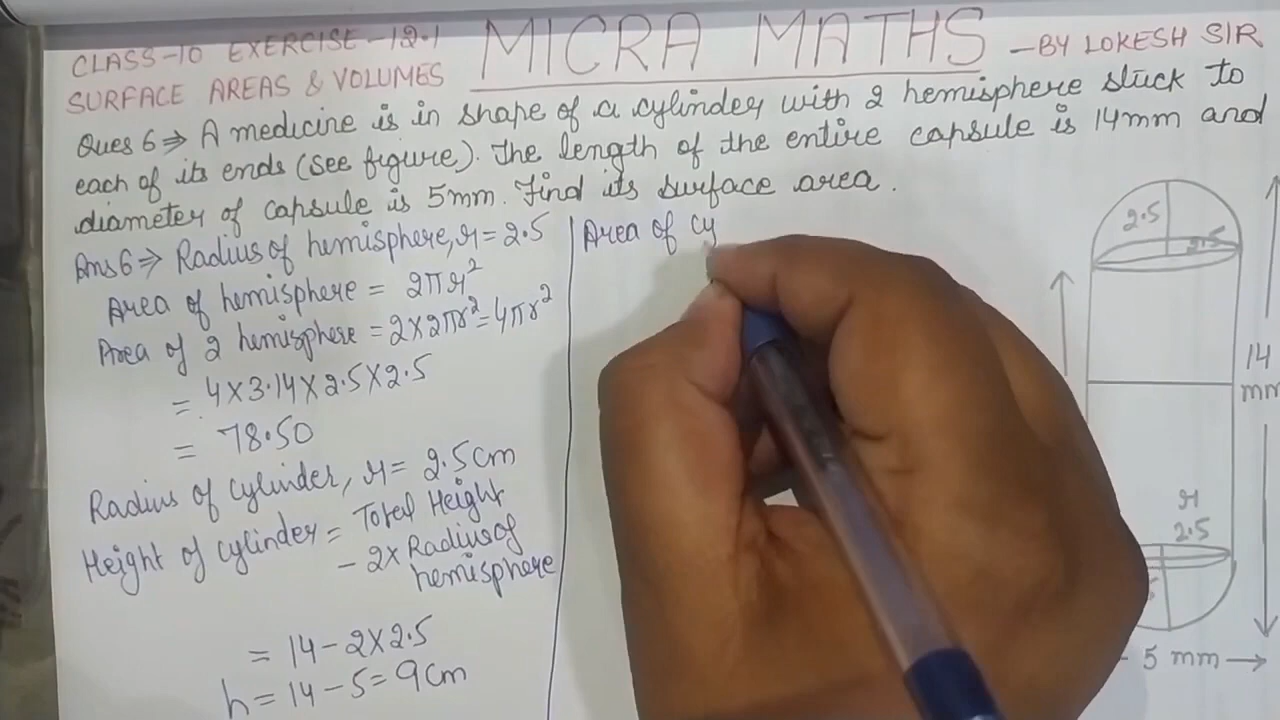 CLASS-10 EXERCISE-12.1 MICRA MATHS -BY LOKESH SIR
SURFACE AREAS & VOLUMES
Ques 6⇒ A medicine is in shape of a cylinder with 2 hemisphere stuck to
each of its ends (see figure). The length of the entire capsule is 14mm and
diameter of capsule is 5mm. Find its surface area.
Ans 6⇒ Radius of hemisphere, r = 2.5
Area of hemisphere = 2πr²
Area of 2 hemisphere = 2×2πr² = 4πr²
= 4×3.14×2.5×2.5
= 78.50
Radius of cylinder, r = 2.5cm
Height of cylinder = Total Height
- 2× Radius of
hemisphere
= 14-2×2.5
h = 14-5 = 9cm
Area of cy
2.5
2.5
14
mm
r
2.5
5 mm